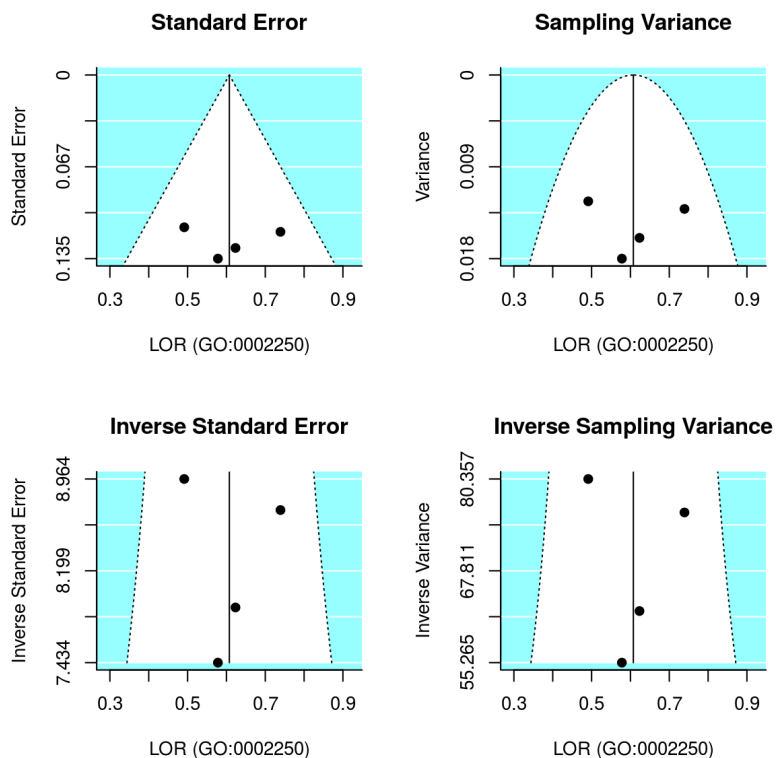 Standard Error
Standard Error
0
0.067
0.135
0.3 0.5 0.7 0.9
LOR (GO:0002250)
Sampling Variance
Variance
0
0.009
0.018
0.3 0.5 0.7 0.9
LOR (GO:0002250)
Inverse Standard Error
Inverse Standard Error
8.964
8.199
7.434
0.3 0.5 0.7 0.9
LOR (GO:0002250)
Inverse Sampling Variance
Inverse Variance
80.357
67.811
55.265
0.3 0.5 0.7 0.9
LOR (GO:0002250)